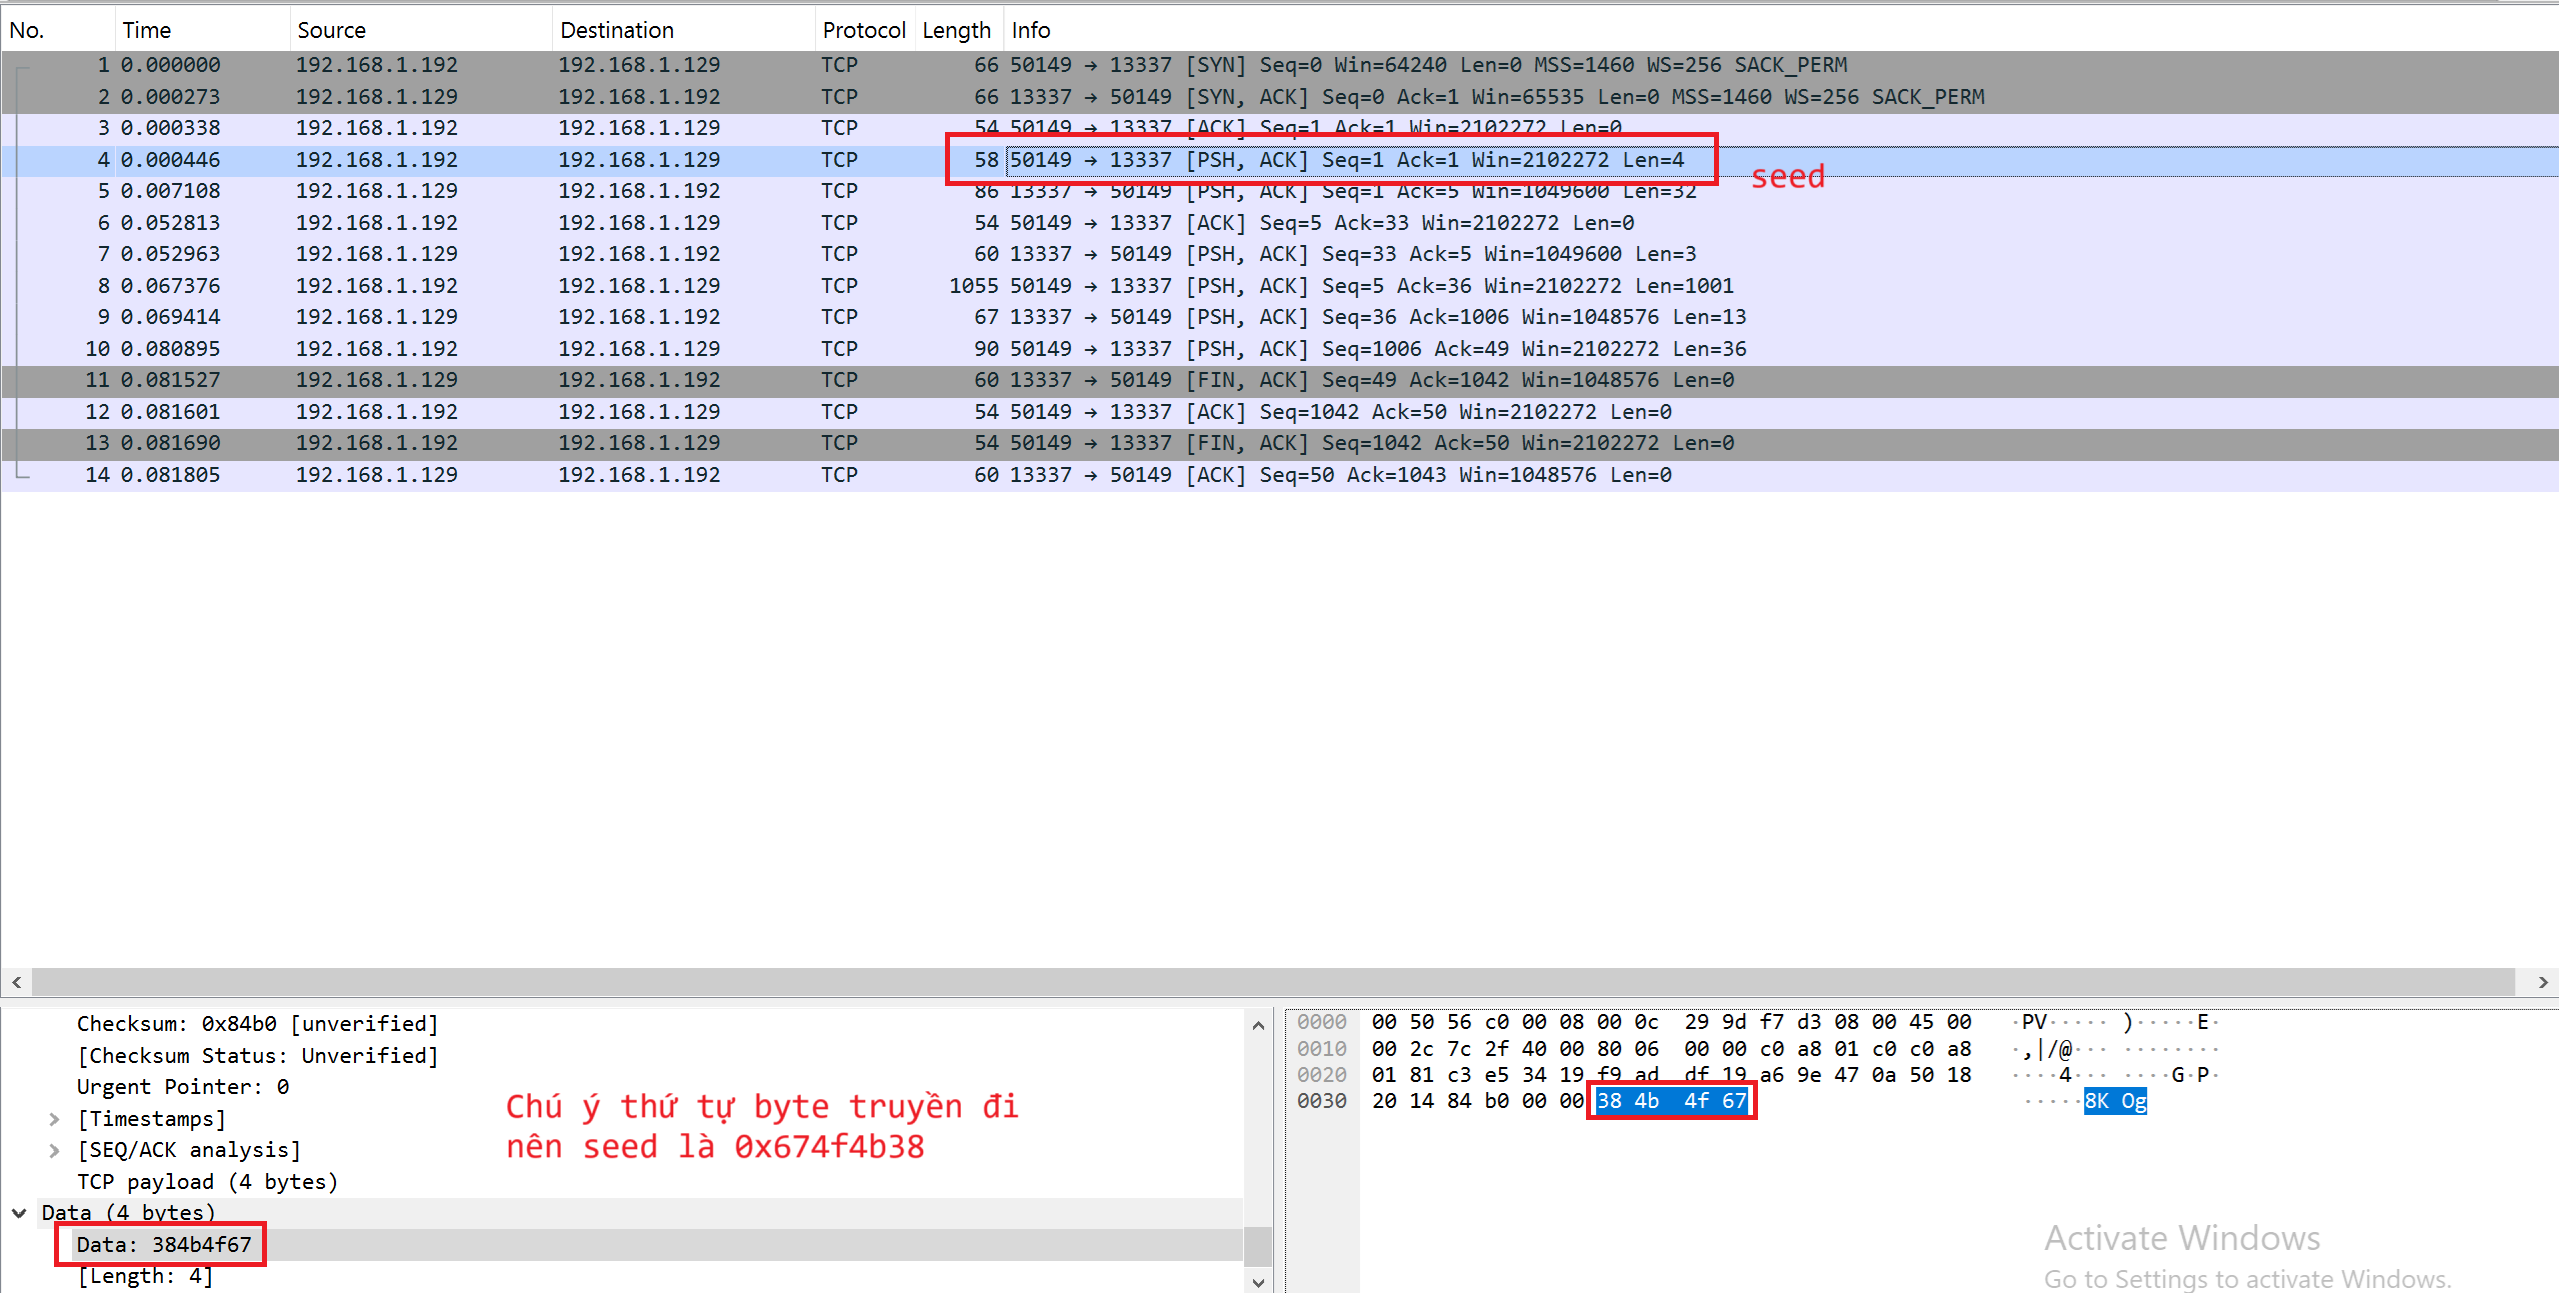 No. Time Source Destination Protocol Length Info
1 0.000000 192.168.1.192 192.168.1.129 TCP 66 50149 → 13337 [SYN] Seq=0 Win=64240 Len=0 MSS=1460 WS=256 SACK_PERM
2 0.000273 192.168.1.129 192.168.1.192 TCP 66 13337 → 50149 [SYN, ACK] Seq=0 Ack=1 Win=65535 Len=0 MSS=1460 WS=256 SACK_PERM
3 0.000338 192.168.1.192 192.168.1.129 TCP 54 50149 → 13337 [ACK] Seq=1 Ack=1 Win=2102272 Len=0
4 0.000446 192.168.1.192 192.168.1.129 TCP 58 50149 → 13337 [PSH, ACK] Seq=1 Ack=1 Win=2102272 Len=4
seed
5 0.007108 192.168.1.129 192.168.1.192 TCP 86 13337 → 50149 [PSH, ACK] Seq=1 Ack=5 Win=1049600 Len=32
6 0.052813 192.168.1.192 192.168.1.129 TCP 54 50149 → 13337 [ACK] Seq=5 Ack=33 Win=2102272 Len=0
7 0.052963 192.168.1.129 192.168.1.192 TCP 60 13337 → 50149 [PSH, ACK] Seq=33 Ack=5 Win=1049600 Len=3
8 0.067376 192.168.1.192 192.168.1.129 TCP 1055 50149 → 13337 [PSH, ACK] Seq=5 Ack=36 Win=2102272 Len=1001
9 0.069414 192.168.1.129 192.168.1.192 TCP 67 13337 → 50149 [PSH, ACK] Seq=36 Ack=1006 Win=1048576 Len=13
10 0.080895 192.168.1.192 192.168.1.129 TCP 90 50149 → 13337 [PSH, ACK] Seq=1006 Ack=49 Win=2102272 Len=36
11 0.081527 192.168.1.129 192.168.1.192 TCP 60 13337 → 50149 [FIN, ACK] Seq=49 Ack=1042 Win=1048576 Len=0
12 0.081601 192.168.1.192 192.168.1.129 TCP 54 50149 → 13337 [ACK] Seq=1042 Ack=50 Win=2102272 Len=0
13 0.081690 192.168.1.192 192.168.1.129 TCP 54 50149 → 13337 [FIN, ACK] Seq=1042 Ack=50 Win=2102272 Len=0
14 0.081805 192.168.1.129 192.168.1.192 TCP 60 13337 → 50149 [ACK] Seq=50 Ack=1043 Win=1048576 Len=0
Checksum: 0x84b0 [unverified]
[Checksum Status: Unverified]
Urgent Pointer: 0
[Timestamps]
[SEQ/ACK analysis]
TCP payload (4 bytes)
Data (4 bytes)
Data: 384b4f67
[Length: 4]
Chú ý thứ tự byte truyền đi
nên seed là 0x674f4b38
0000 00 50 56 c0 00 08 00 0c 29 9d f7 d3 08 00 45 00 ·PV····· )·····E·
0010 00 2c 7c 2f 40 00 80 06 00 00 c0 a8 01 c0 c0 a8 ·,|/@··· ········
0020 01 81 c3 e5 34 19 f9 ad df 19 a6 9e 47 0a 50 18 ····4··· ····G·P·
0030 20 14 84 b0 00 00 38 4b 4f 67 ·····8K Og
Activate Windows
Go to Settings to activate Windows.